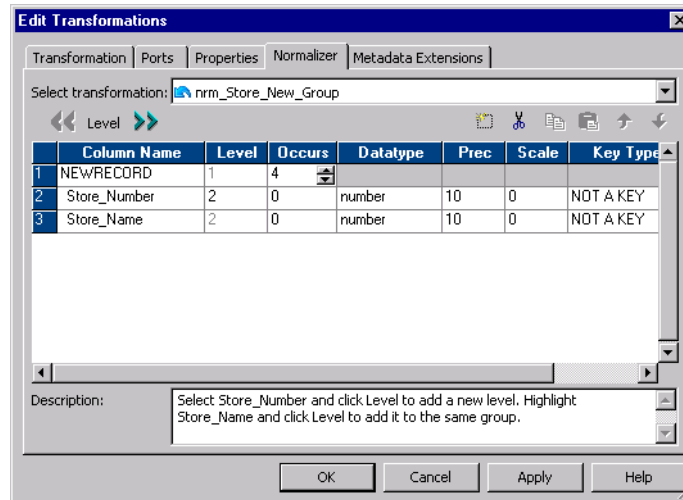 Edit Transformations
Transformation Ports Properties Normalizer Metadata Extensions
Select transformation: nrm_Store_New_Group
Level
Column Name Level Occurs Datatype Prec Scale Key Type
1 NEWRECORD 1 4
2 Store_Number 2 0 number 10 0 NOT A KEY
3 Store_Name 2 0 number 10 0 NOT A KEY
Description: Select Store_Number and click Level to add a new level. Highlight
Store_Name and click Level to add it to the same group.
OK Cancel Apply Help